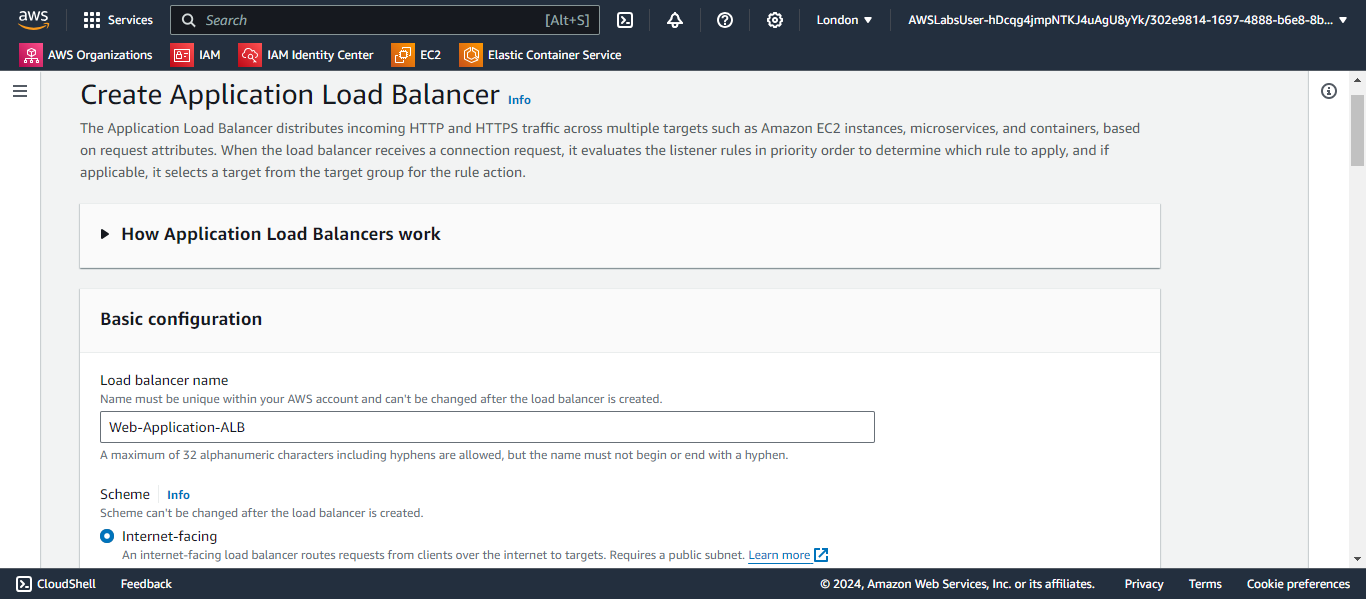 aws
Services
Search [Alt+S]
London
AWSLabsUser-hDcqg4jmpNTKJ4uAgU8yYk/302e9814-1697-4888-b6e8-8b...
AWS Organizations
IAM
IAM Identity Center
EC2
Elastic Container Service
Create Application Load Balancer Info
The Application Load Balancer distributes incoming HTTP and HTTPS traffic across multiple targets such as Amazon EC2 instances, microservices, and containers, based
on request attributes. When the load balancer receives a connection request, it evaluates the listener rules in priority order to determine which rule to apply, and if
applicable, it selects a target from the target group for the rule action.
How Application Load Balancers work
Basic configuration
Load balancer name
Name must be unique within your AWS account and can't be changed after the load balancer is created.
Web-Application-ALB
A maximum of 32 alphanumeric characters including hyphens are allowed, but the name must not begin or end with a hyphen.
Scheme Info
Scheme can't be changed after the load balancer is created.
Internet-facing
An internet-facing load balancer routes requests from clients over the internet to targets. Requires a public subnet. Learn more
CloudShell
Feedback
© 2024, Amazon Web Services, Inc. or its affiliates.
Privacy
Terms
Cookie preferences